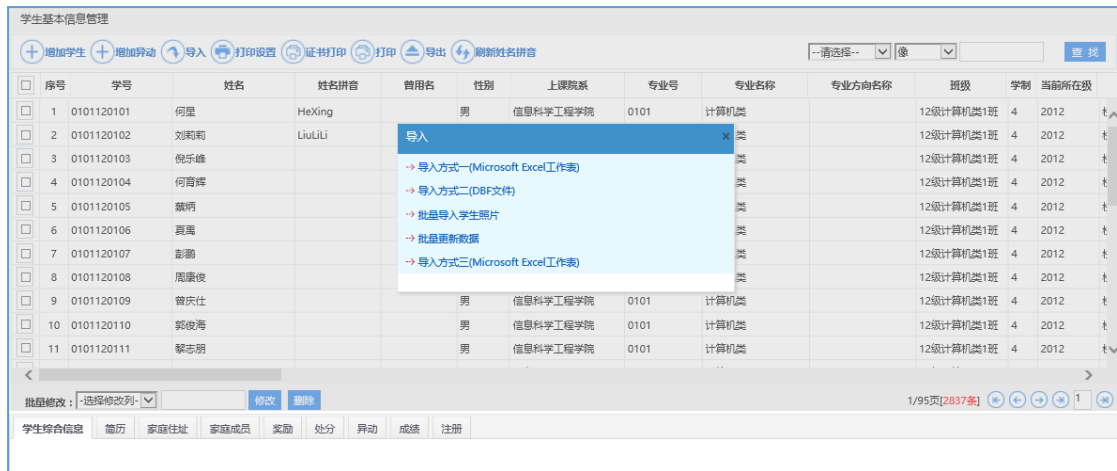 学生基本信息管理
增加学生 增加异动 导入 打印设置 证书打印 打印 导出 刷新姓名拼音 --请选择-- 像 查 找
序号 学号 姓名 姓名拼音 曾用名 性别 上课院系 专业号 专业名称 专业方向名称 班级 学制 当前所在级
1 0101120101 何星 HeXing 男 信息科学工程学院 0101 计算机类 12级计算机类1班 4 2012
2 0101120102 刘莉莉 LiuLiLi 类 12级计算机类1班 4 2012
3 0101120103 倪乐峰 类 12级计算机类1班 4 2012
4 0101120104 何育辉 类 12级计算机类1班 4 2012
5 0101120105 蔡炳 类 12级计算机类1班 4 2012
6 0101120106 夏禹 类 12级计算机类1班 4 2012
7 0101120107 彭鹏 类 12级计算机类1班 4 2012
8 0101120108 周康俊 类 12级计算机类1班 4 2012
9 0101120109 曾庆仕 男 信息科学工程学院 0101 计算机类 12级计算机类1班 4 2012
10 0101120110 郭俊海 男 信息科学工程学院 0101 计算机类 12级计算机类1班 4 2012
11 0101120111 黎志朋 男 信息科学工程学院 0101 计算机类 12级计算机类1班 4 2012
导入 ×
导入方式一(Microsoft Excel工作表)
导入方式二(DBF文件)
批量导入学生照片
批量更新数据
导入方式三(Microsoft Excel工作表)
批量修改： -选择修改列- 修改 删除 1/95页[2837条] 1
学生综合信息 简历 家庭住址 家庭成员 奖励 处分 异动 成绩 注册